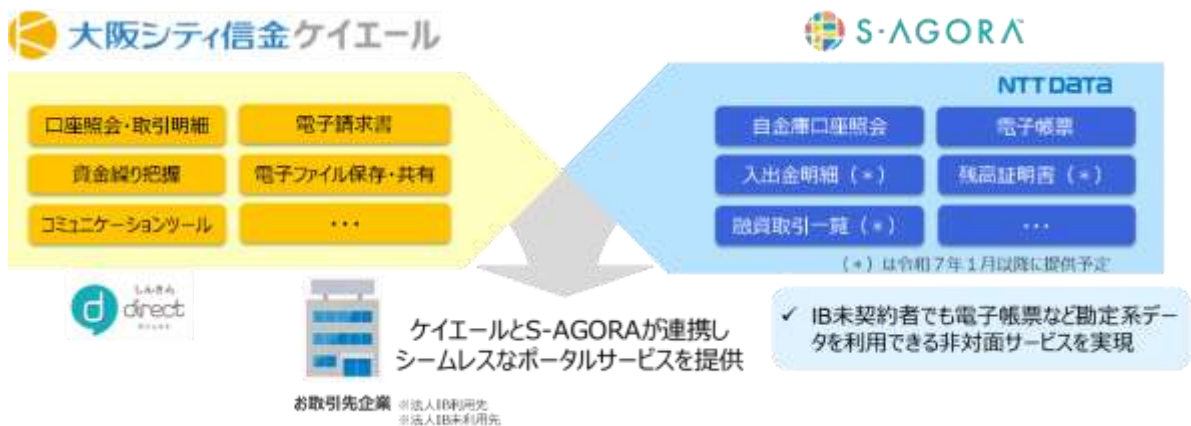 大阪シティ信金ケイエール
口座照会・取引明細
電子請求書
資金繰り把握
電子ファイル保存・共有
コミュニケーションツール
・・・
S・AGORA
NTT DATA
自金庫口座照会
電子帳票
入出金明細（＊）
残高証明書（＊）
融資取引一覧（＊）
・・・
（＊）は令和７年１月以降に提供予定
しんきん
direct
ケイエールとS-AGORAが連携し
シームレスなポータルサービスを提供
お取引先企業
※法人IB利用先
※法人IB未利用先
✓ IB未契約者でも電子帳票など勘定系デー
タを利用できる非対面サービスを実現